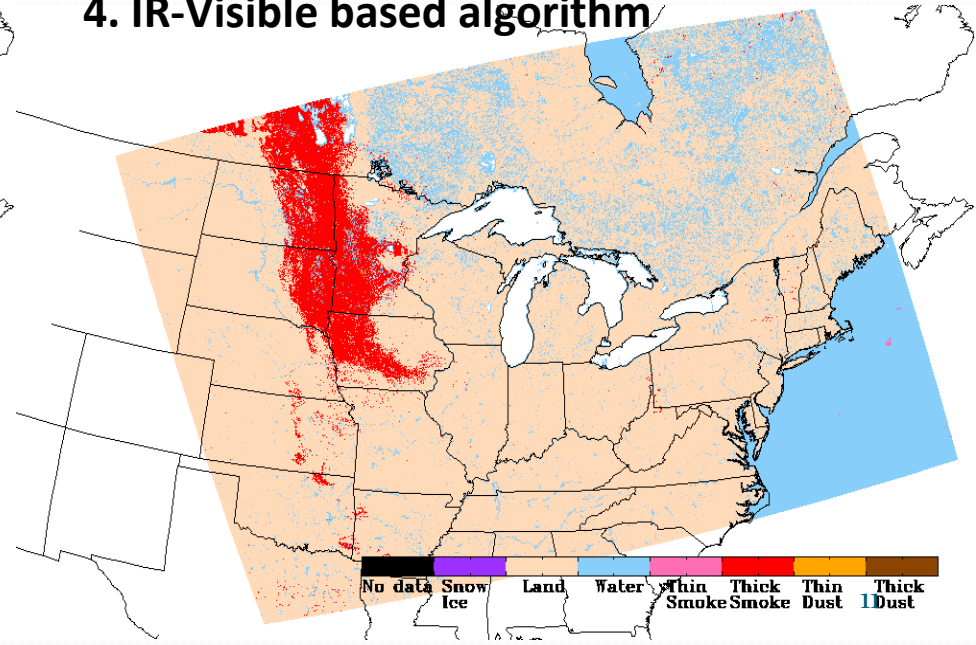 4. IR-Visible based algorithm
No data Snow Land Water Thin Thick Thin Thick
Ice Smoke Smoke Dust 11 Dust